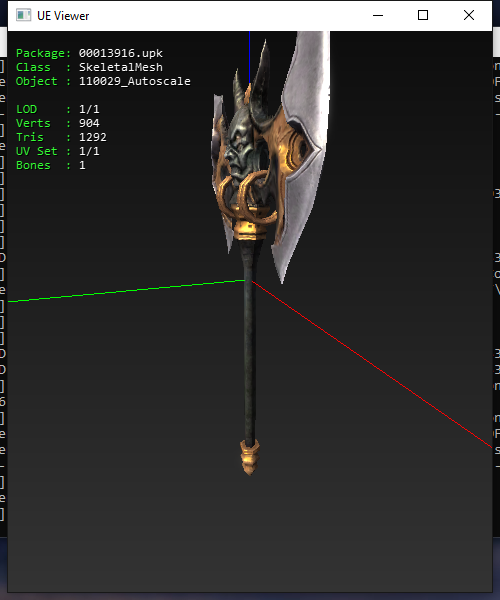 UE Viewer
Package: 00013916.upk
Class : SkeletalMesh
Object : 110029_Autoscale
LOD : 1/1
Verts : 904
Tris : 1292
UV Set : 1/1
Bones : 1